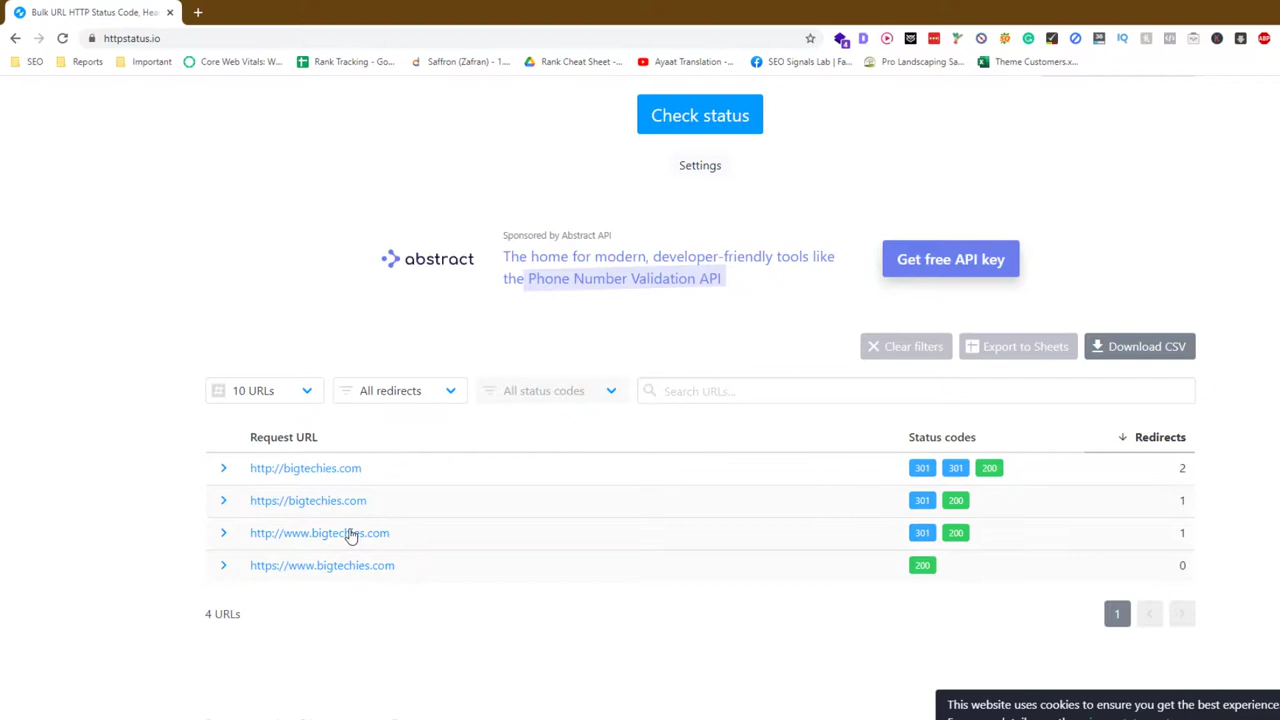 Bulk URL HTTP Status Code, Hea
httpstatus.io
SEO Reports Important Core Web Vitals: W... Rank Tracking - Go... Saffron (Zafran) - 1.... Rank Cheat Sheet -... Ayaat Translation -... SEO Signals Lab | Fa... Pro Landscaping Sa... Theme Customers.x...
Check status
Settings
Sponsored by Abstract API
abstract
The home for modern, developer-friendly tools like
the Phone Number Validation API
Get free API key
Clear filters Export to Sheets Download CSV
10 URLs All redirects All status codes Search URLs...
Request URL Status codes Redirects
http://bigtechies.com 301 301 200 2
https://bigtechies.com 301 200 1
http://www.bigtechies.com 301 200 1
https://www.bigtechies.com 200 0
4 URLs 1
This website uses cookies to ensure you get the best experience